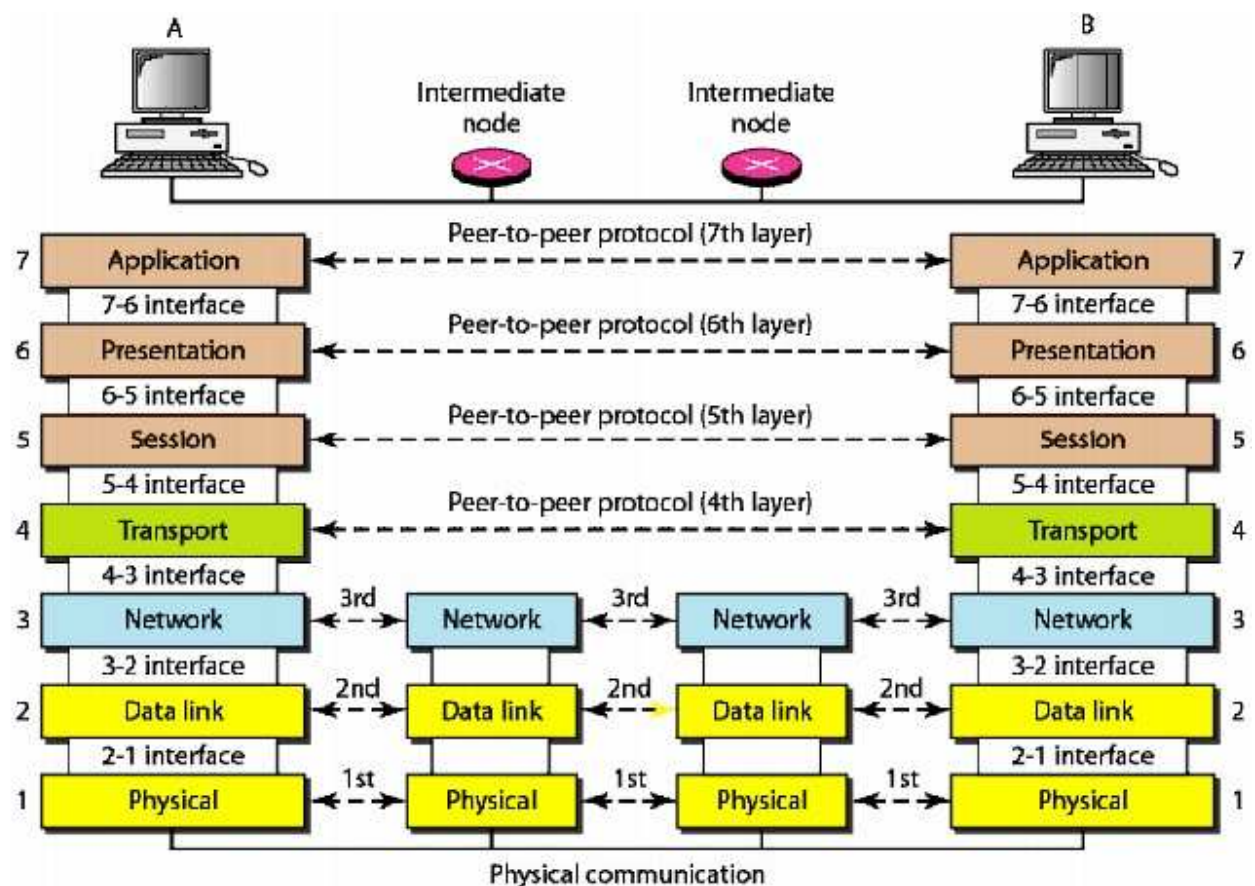 A
B
Intermediate
node
Intermediate
node
Peer-to-peer protocol (7th layer)
7 Application Application 7
7-6 interface 7-6 interface
Peer-to-peer protocol (6th layer)
6 Presentation Presentation 6
6-5 interface 6-5 interface
Peer-to-peer protocol (5th layer)
5 Session Session 5
5-4 interface 5-4 interface
Peer-to-peer protocol (4th layer)
4 Transport Transport 4
4-3 interface 4-3 interface
3rd 3rd 3rd
3 Network Network Network Network 3
3-2 interface 3-2 interface
2nd 2nd 2nd
2 Data link Data link Data link Data link 2
2-1 interface 2-1 interface
1st 1st 1st
1 Physical Physical Physical Physical 1
Physical communication